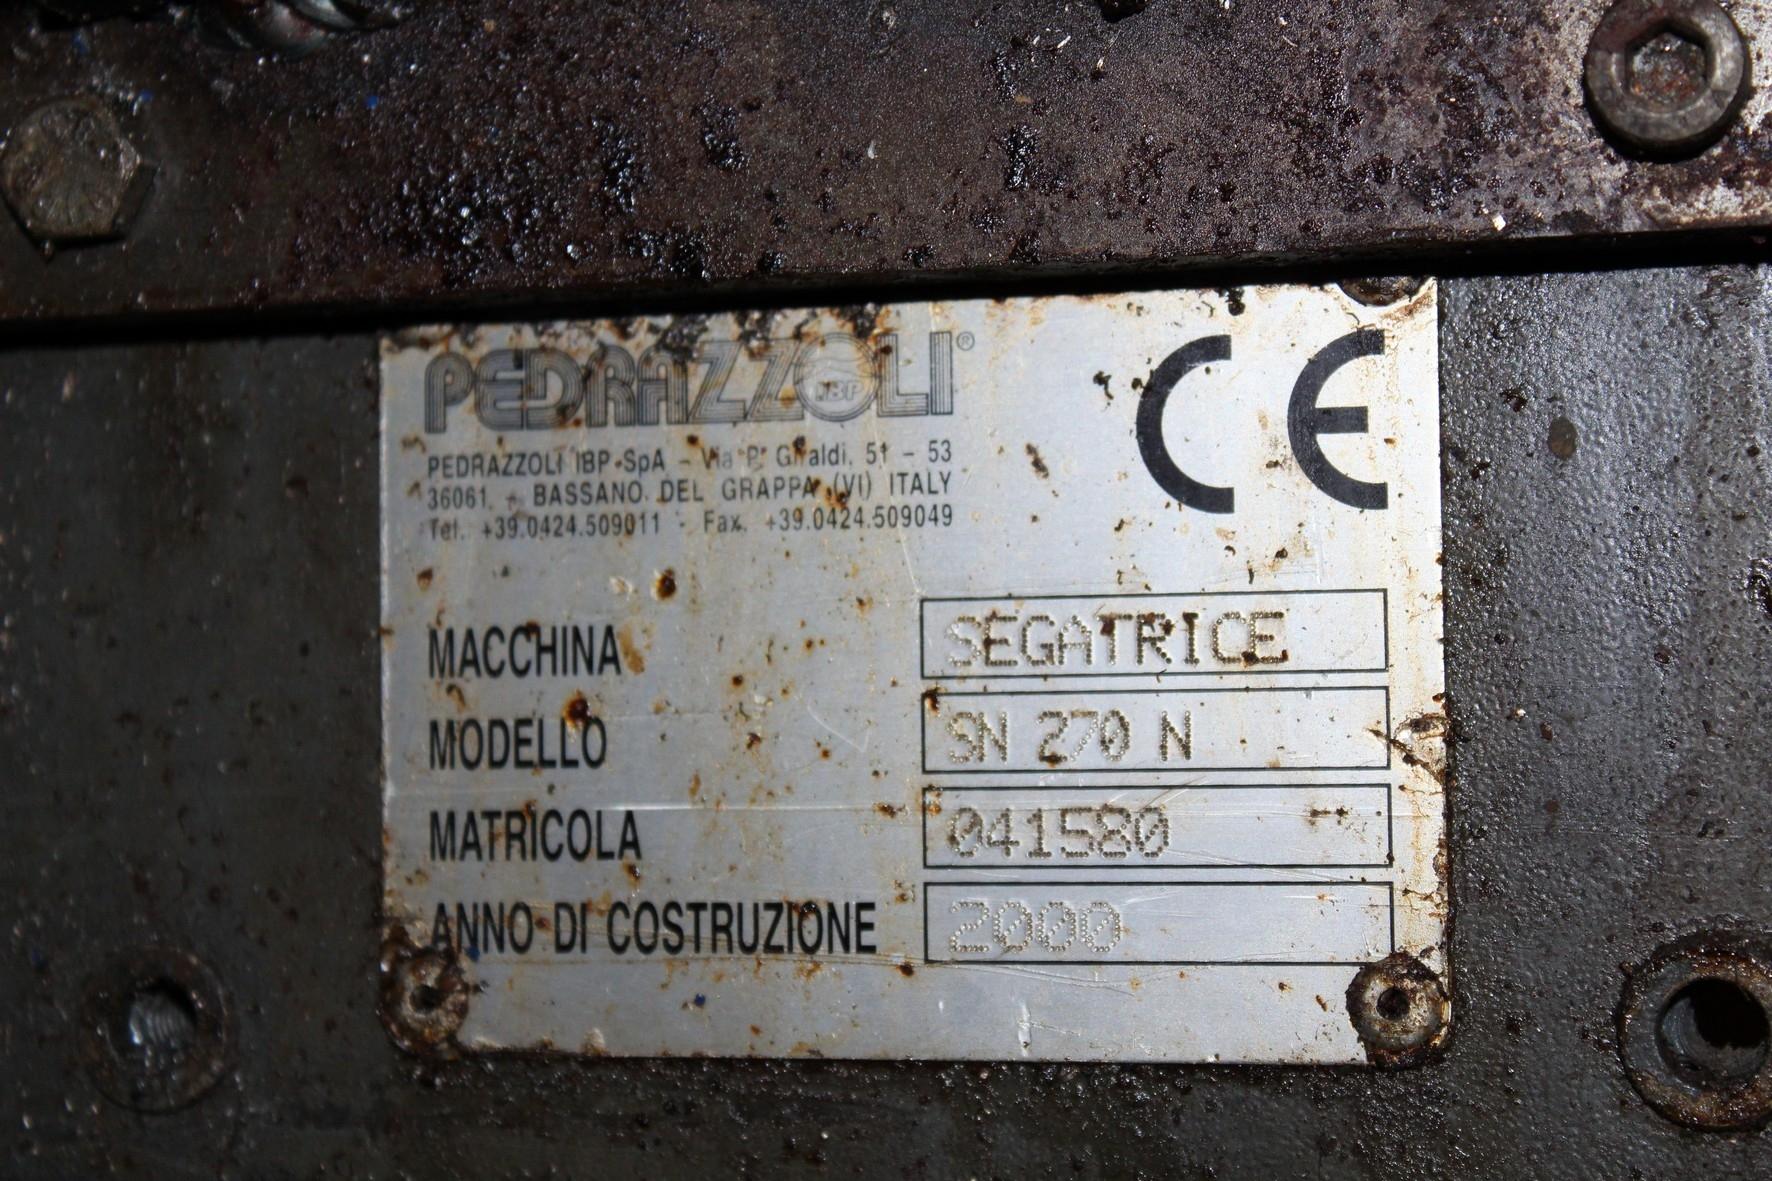 PEDRAZZOLI®
IBP
PEDRAZZOLI IBP SpA - Via P. Giraldi, 51 - 53
36061 - BASSANO DEL GRAPPA (VI) ITALY
Tel. +39.0424.509011 - Fax. +39.0424.509049
CE
MACCHINA SEGATRICE
MODELLO SN 270 N
MATRICOLA 041580
ANNO DI COSTRUZIONE 2000